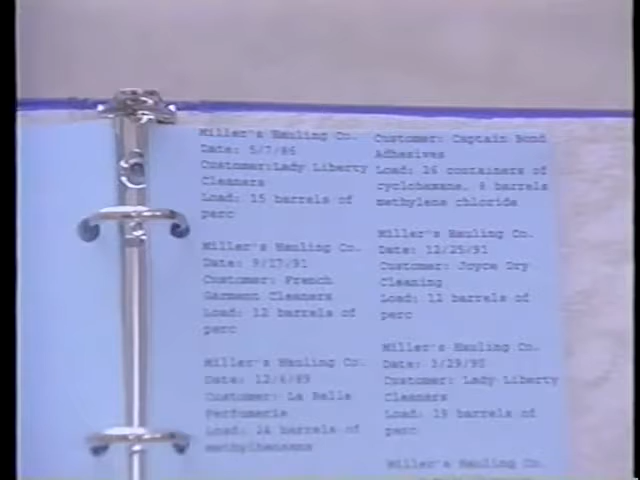 Miller's Hauling Co.
Date: 5/7/86
Customer:Lady Liberty
Cleaners
Load: 15 barrels of
perc
Miller's Hauling Co.
Date: 9/17/91
Customer: French
Garment Cleaners
Load: 12 barrels of
perc
Miller's Hauling Co.
Date: 12/6/89
Customer: La Belle
Perfumerie
Load: 24 barrels of
methylbenzene
Customer: Captain Bond
Adhesives
Load: 16 containers of
cyclohexane, 8 barrels
methylene chloride
Miller's Hauling Co.
Date: 12/25/91
Customer: Joyce Dry
Cleaning
Load: 11 barrels of
perc
Miller's Hauling Co.
Date: 3/29/90
Customer: Lady Liberty
Cleaners
Load: 19 barrels of
perc
Miller's Hauling Co.